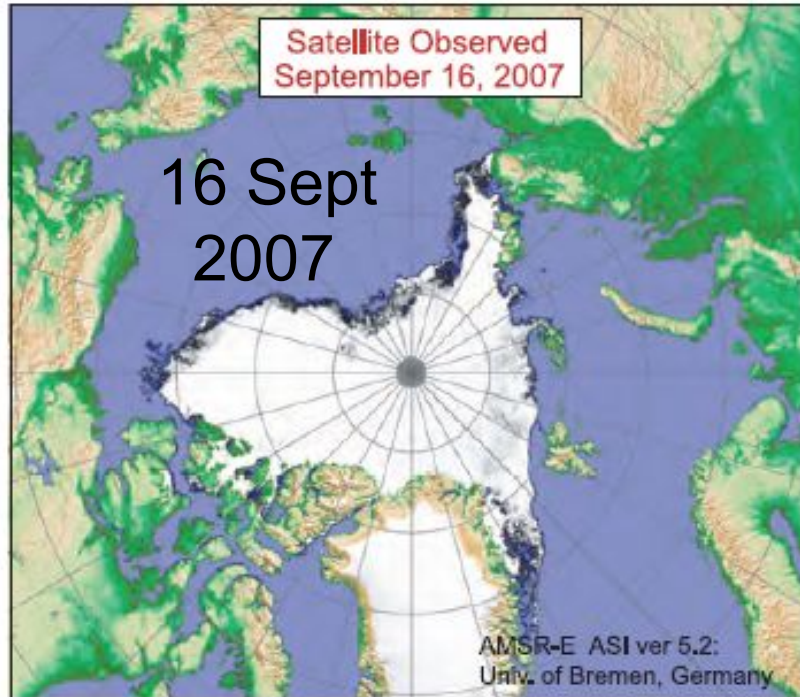 Satellite Observed
September 16, 2007
16 Sept
2007
AMSR-E ASI ver 5.2:
Univ. of Bremen, Germany